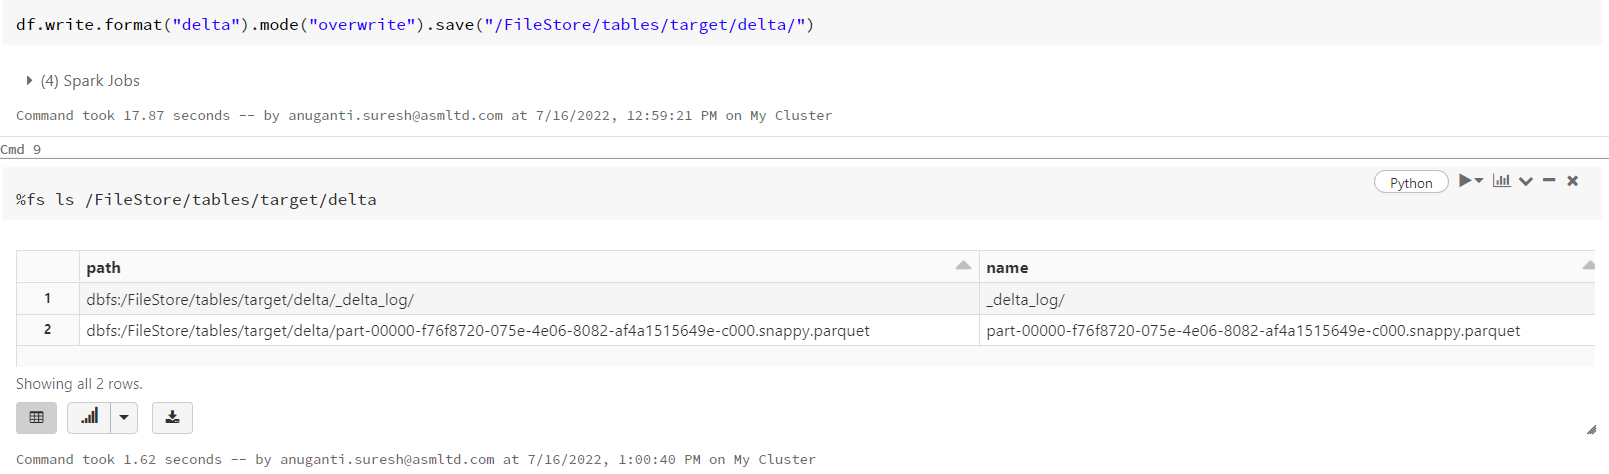 df.write.format("delta").mode("overwrite").save("/FileStore/tables/target/delta/")
(4) Spark Jobs
Command took 17.87 seconds -- by anuganti.suresh@asmltd.com at 7/16/2022, 12:59:21 PM on My Cluster
Cmd 9
Python
%fs ls /FileStore/tables/target/delta
path name
1 dbfs:/FileStore/tables/target/delta/_delta_log/ _delta_log/
2 dbfs:/FileStore/tables/target/delta/part-00000-f76f8720-075e-4e06-8082-af4a1515649e-c000.snappy.parquet part-00000-f76f8720-075e-4e06-8082-af4a1515649e-c000.snappy.parquet
Showing all 2 rows.
Command took 1.62 seconds -- by anuganti.suresh@asmltd.com at 7/16/2022, 1:00:40 PM on My Cluster